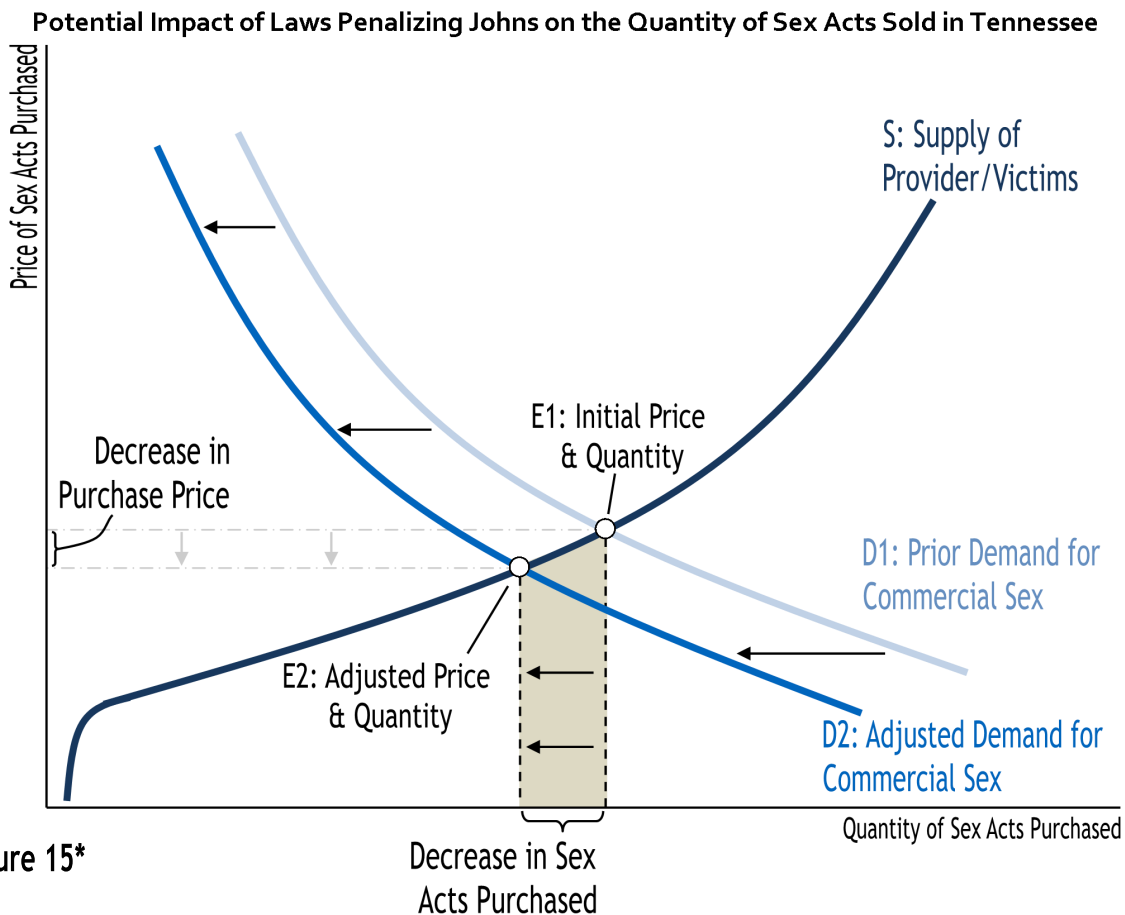 Potential Impact of Laws Penalizing Johns on the Quantity of Sex Acts Sold in Tennessee
Price of Sex Acts Purchased
S: Supply of
Provider/Victims
E1: Initial Price
& Quantity
Decrease in
Purchase Price
D1: Prior Demand for
Commercial Sex
E2: Adjusted Price
& Quantity
D2: Adjusted Demand for
Commercial Sex
Quantity of Sex Acts Purchased
ure 15*
Decrease in Sex
Acts Purchased